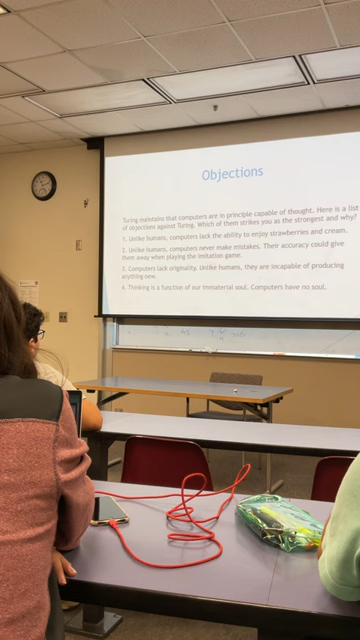 Objections
Turing maintains that computers are in principle capable of thought. Here is a list
of objections against Turing. Which of them strikes you as the strongest and why?
1. Unlike humans, computers lack the ability to enjoy strawberries and cream.
2. Unlike humans, computers never make mistakes. Their accuracy could give
them away when playing the imitation game.
3. Computers lack originality. Unlike humans, they are incapable of producing
anything new.
4. Thinking is a function of our immaterial soul. Computers have no soul.